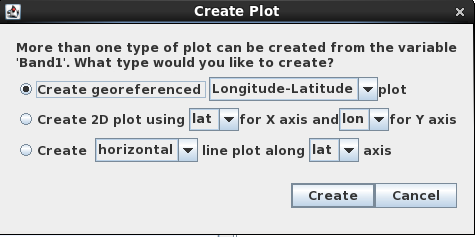 Create Plot
More than one type of plot can be created from the variable
'Band1'. What type would you like to create?
Create georeferenced Longitude-Latitude plot
Create 2D plot using lat for X axis and lon for Y axis
Create horizontal line plot along lat axis
Create Cancel